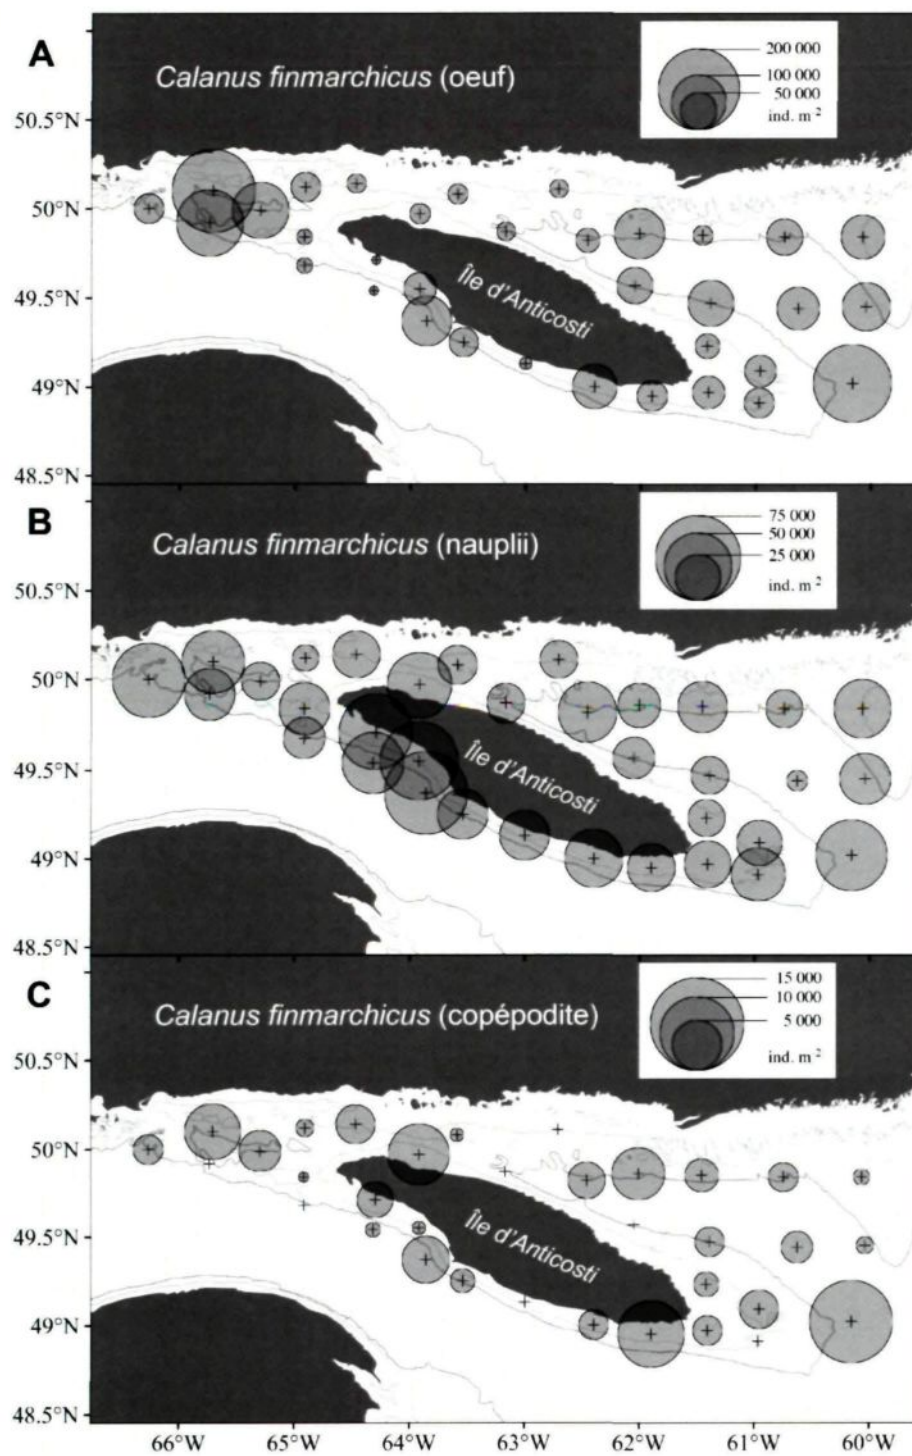 A
Calanus finmarchicus (oeuf)
200 000
100 000
50 000
ind. m 2
50.5°N
50°N
49.5°N
49°N
48.5°N
Île d'Anticosti
B
Calanus finmarchicus (nauplii)
75 000
50 000
25 000
ind. m 2
50.5°N
50°N
49.5°N
49°N
48.5°N
Île d'Anticosti
C
Calanus finmarchicus (copépodite)
15 000
10 000
5 000
ind. m 2
50.5°N
50°N
49.5°N
49°N
48.5°N
Île d'Anticosti
66°W 65°W 64°W 63°W 62°W 61°W 60°W